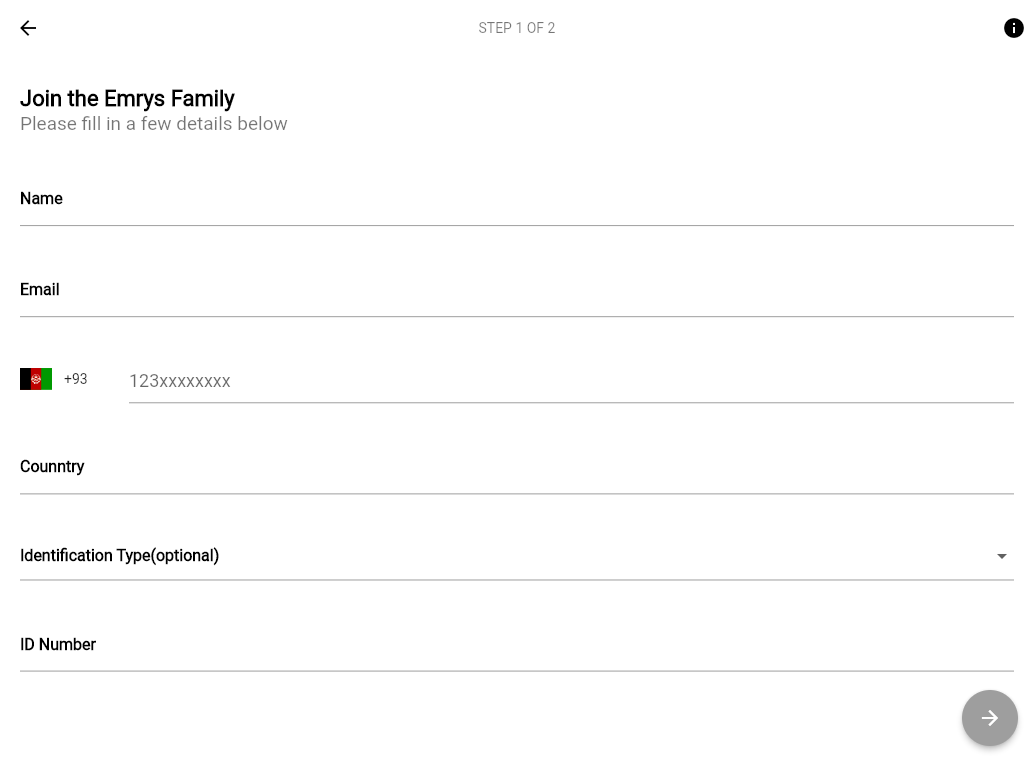 STEP 1 OF 2
Join the Emrys Family
Please fill in a few details below
Name
Email
+93 123xxxxxxxx
Counntry
Identification Type(optional)
ID Number